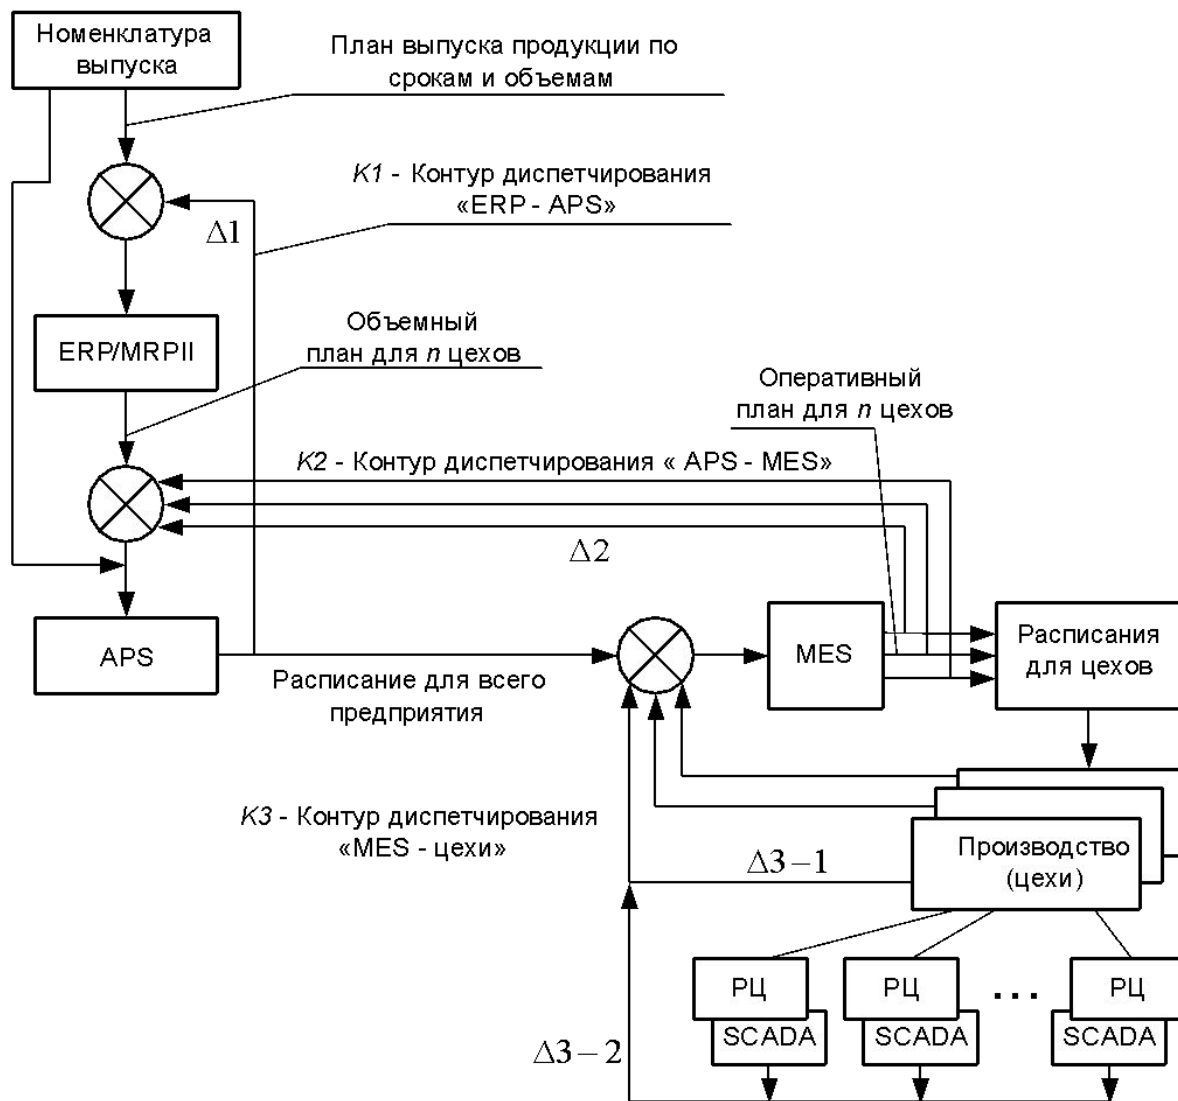 Номенклатура
выпуска
План выпуска продукции по
срокам и объемам
K1 - Контур диспетчирования
«ERP - APS»
Δ1
ERP/MRPII
Объемный
план для n цехов
Оперативный
план для n цехов
K2 - Контур диспетчирования « APS - MES»
Δ2
APS
Расписание для всего
предприятия
MES
Расписания
для цехов
K3 - Контур диспетчирования
«MES - цехи»
Δ3-1
Производство
(цехи)
РЦ
РЦ
...
РЦ
SCADA
SCADA
SCADA
Δ3-2